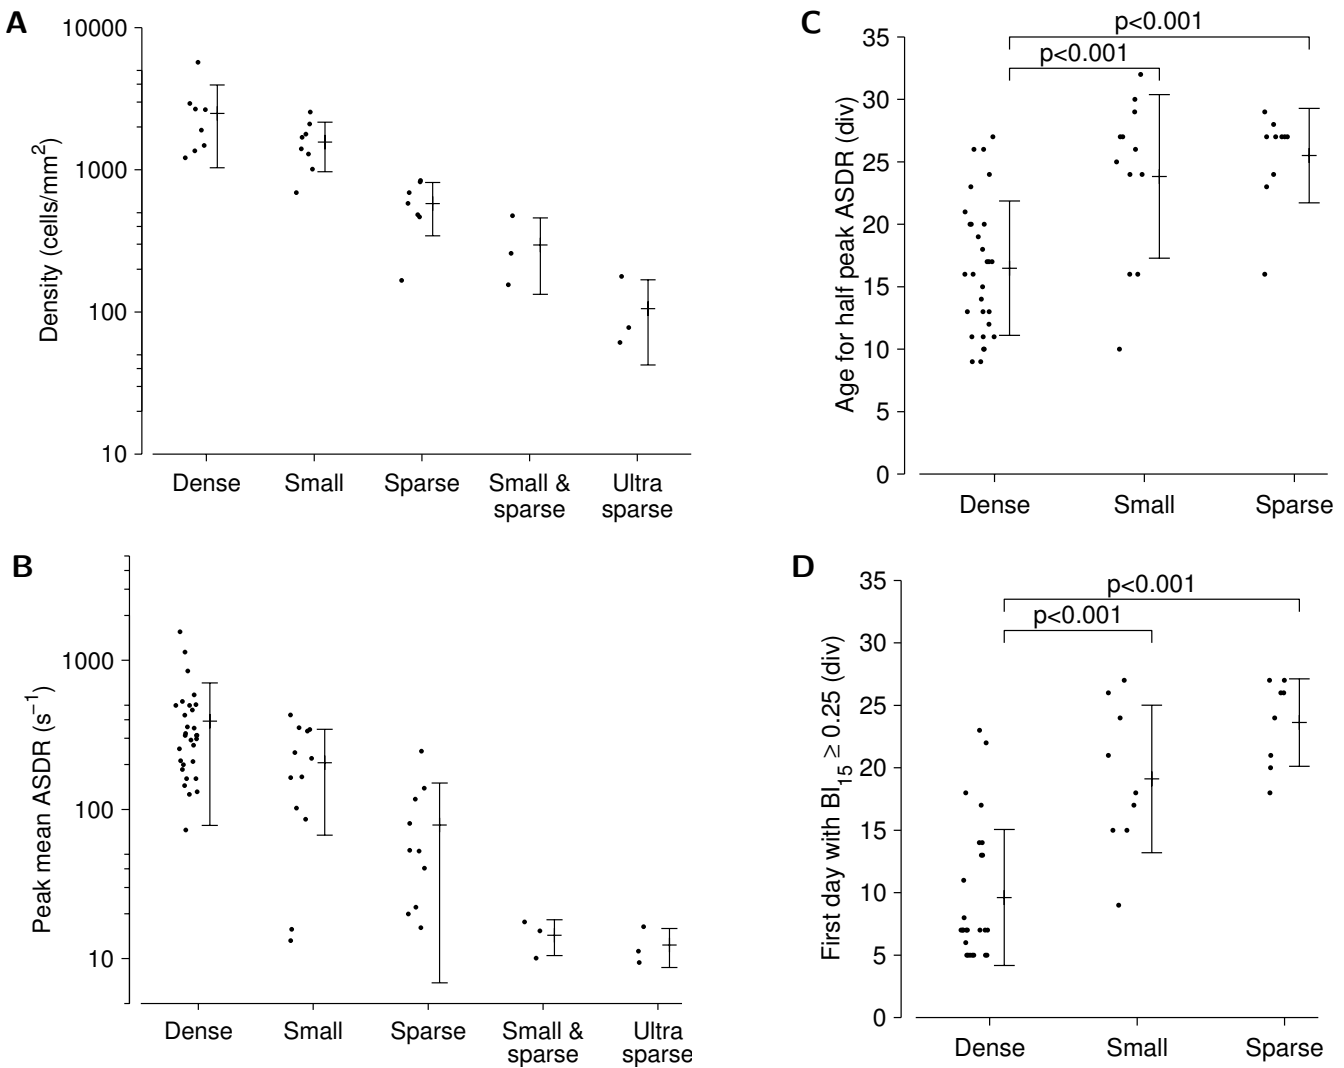 A
10000
1000
100
10
Density (cells/mm²)
Dense Small Sparse Small & Ultra
sparse sparse
B
1000
100
10
Peak mean ASDR (s⁻¹)
Dense Small Sparse Small & Ultra
sparse sparse
C
p<0.001
p<0.001
35
30
25
20
15
10
5
0
Age for half peak ASDR (div)
Dense Small Sparse
D
p<0.001
p<0.001
35
30
25
20
15
10
5
0
First day with BI₁₅ ≥ 0.25 (div)
Dense Small Sparse